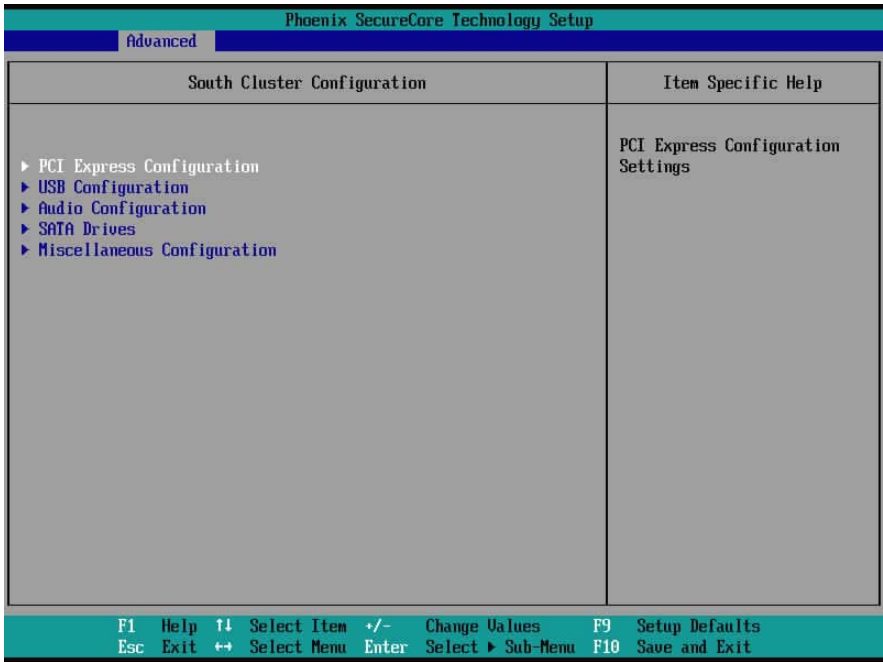 Phoenix SecureCore Technology Setup
Advanced
South Cluster Configuration
Item Specific Help
▶ PCI Express Configuration
▶ USB Configuration
▶ Audio Configuration
▶ SATA Drives
▶ Miscellaneous Configuration
PCI Express Configuration
Settings
F1 Help ↑↓ Select Item +/- Change Values F9 Setup Defaults
Esc Exit ↔ Select Menu Enter Select ▶ Sub-Menu F10 Save and Exit